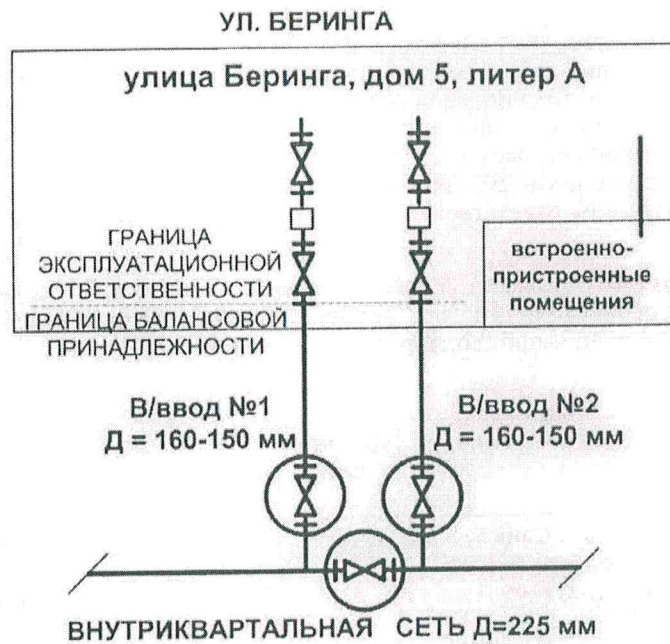 УЛ. БЕРИНГА
улица Беринга, дом 5, литер А
ГРАНИЦА
ЭКСПЛУАТАЦИОННОЙ
ОТВЕТСТВЕННОСТИ
ГРАНИЦА БАЛАНСОВОЙ
ПРИНАДЛЕЖНОСТИ
встроенно-
пристроенные
помещения
В/ввод №1
Д = 160-150 мм
В/ввод №2
Д = 160-150 мм
ВНУТРИКВАРТАЛЬНАЯ СЕТЬ Д=225 мм